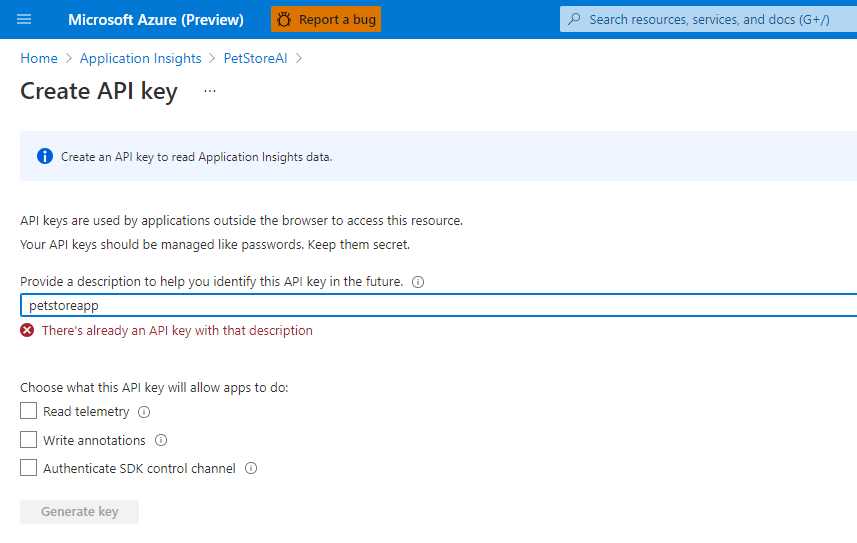 Microsoft Azure (Preview) Report a bug Search resources, services, and docs (G+/)
Home > Application Insights > PetStoreAI >
Create API key ...
Create an API key to read Application Insights data.
API keys are used by applications outside the browser to access this resource.
Your API keys should be managed like passwords. Keep them secret.
Provide a description to help you identify this API key in the future.
petstoreapp
There's already an API key with that description
Choose what this API key will allow apps to do:
Read telemetry
Write annotations
Authenticate SDK control channel
Generate key